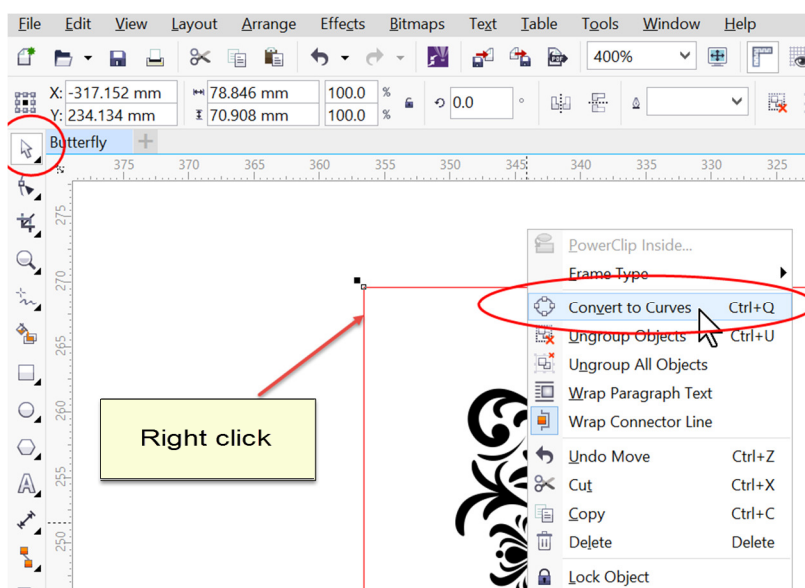 File Edit View Layout Arrange Effects Bitmaps Text Table Tools Window Help
PDF 400%
X: -317.152 mm 78.846 mm 100.0 %
Y: 234.134 mm 70.908 mm 100.0 % 0.0 °
Butterfly
375 370 365 360 355 350 345 340 335 330 325
275
270
265
260
255
250
PowerClip Inside...
Frame Type
Convert to Curves Ctrl+Q
Ungroup Objects Ctrl+U
Ungroup All Objects
Wrap Paragraph Text
Wrap Connector Line
Undo Move Ctrl+Z
Cut Ctrl+X
Copy Ctrl+C
Delete Delete
Lock Object
Right click